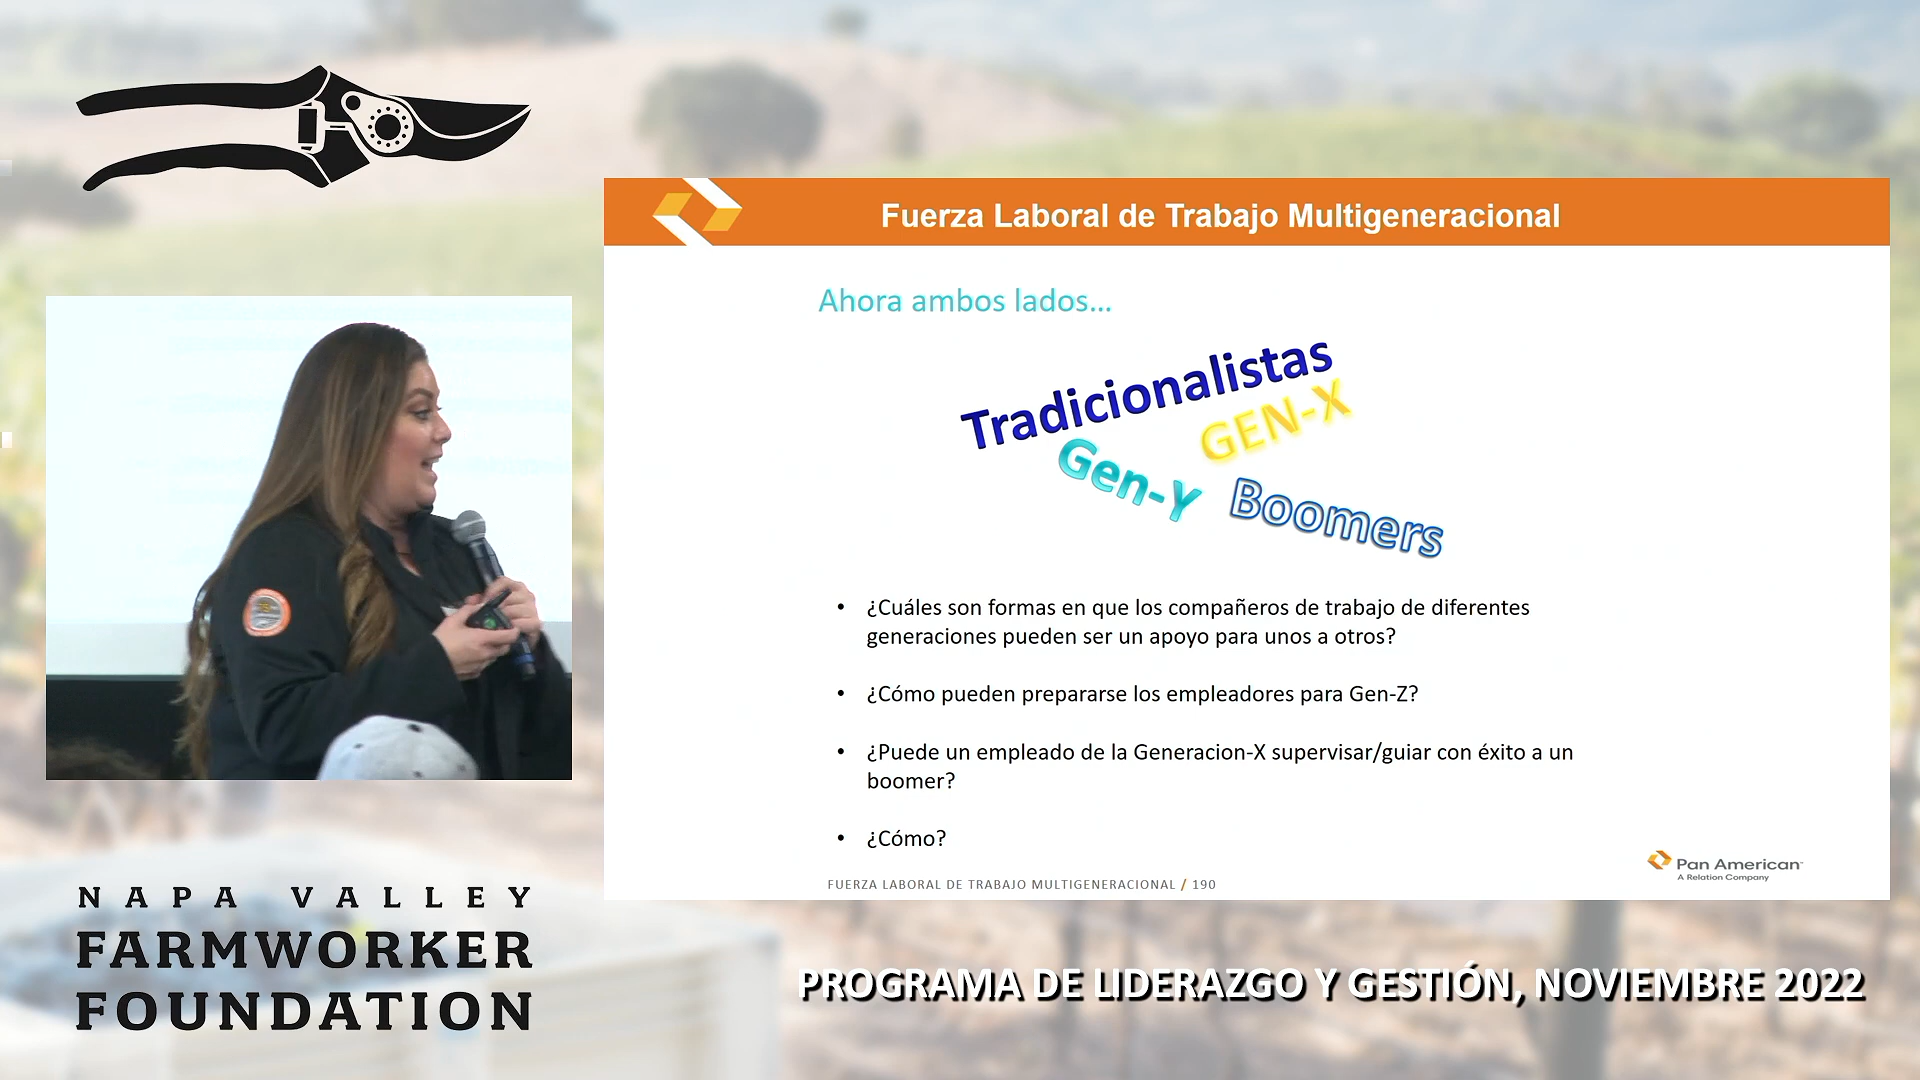 Fuerza Laboral de Trabajo Multigeneracional
Ahora ambos lados...
Tradicionalistas
GEN-X
Gen-Y
Boomers
• ¿Cuáles son formas en que los compañeros de trabajo de diferentes
generaciones pueden ser un apoyo para unos a otros?
• ¿Cómo pueden prepararse los empleadores para Gen-Z?
• ¿Puede un empleado de la Generacion-X supervisar/guiar con éxito a un
boomer?
• ¿Cómo?
FUERZA LABORAL DE TRABAJO MULTIGENERACIONAL / 190
Pan American
A Relation Company
NAPA VALLEY
FARMWORKER
FOUNDATION
PROGRAMA DE LIDERAZGO Y GESTIÓN, NOVIEMBRE 2022